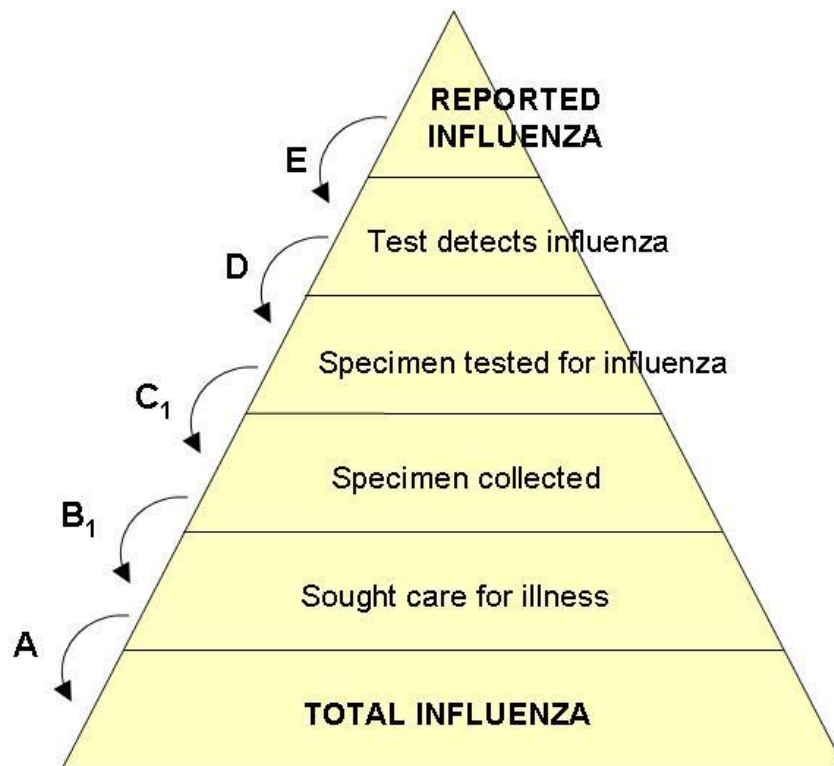 REPORTED
INFLUENZA
E
Test detects influenza
D
Specimen tested for influenza
C₁
Specimen collected
B₁
Sought care for illness
A
TOTAL INFLUENZA